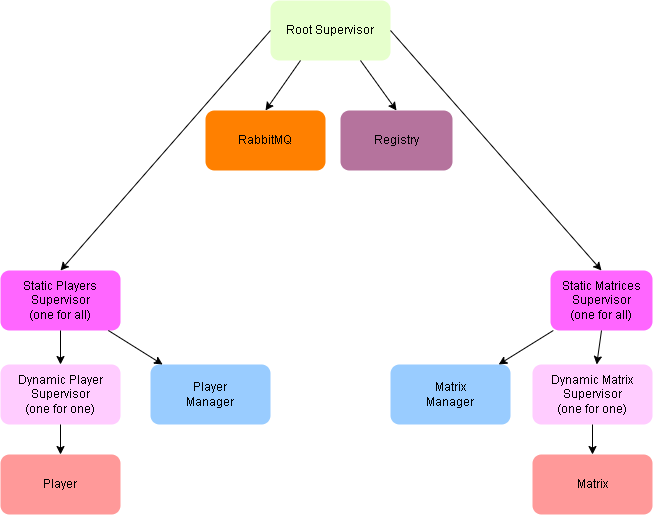 Root Supervisor
RabbitMQ
Registry
Static Players
Supervisor
(one for all)
Static Matrices
Supervisor
(one for all)
Dynamic Player
Supervisor
(one for one)
Player
Manager
Matrix
Manager
Dynamic Matrix
Supervisor
(one for one)
Player
Matrix